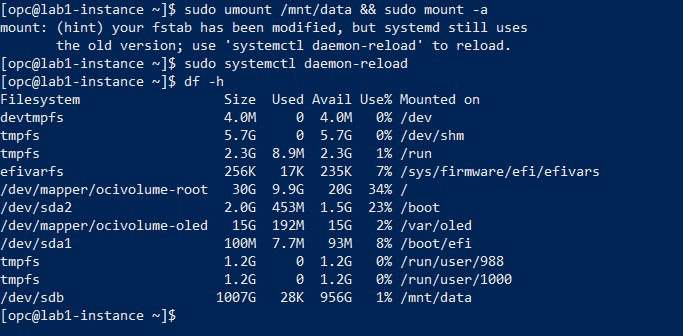 [opc@lab1-instance ~]$ sudo umount /mnt/data && sudo mount -a
mount: (hint) your fstab has been modified, but systemd still uses
       the old version; use 'systemctl daemon-reload' to reload.
[opc@lab1-instance ~]$ sudo systemctl daemon-reload
[opc@lab1-instance ~]$ df -h
Filesystem                  Size  Used Avail Use% Mounted on
devtmpfs                    4.0M     0  4.0M   0% /dev
tmpfs                       5.7G     0  5.7G   0% /dev/shm
tmpfs                       2.3G  8.9M  2.3G   1% /run
efivarfs                    256K   17K  235K   7% /sys/firmware/efi/efivars
/dev/mapper/ocivolume-root   30G  9.9G   20G  34% /
/dev/sda2                   2.0G  453M  1.5G  23% /boot
/dev/mapper/ocivolume-oled   15G  192M   15G   2% /var/oled
/dev/sda1                   100M  7.7M   93M   8% /boot/efi
tmpfs                       1.2G     0  1.2G   0% /run/user/988
tmpfs                       1.2G     0  1.2G   0% /run/user/1000
/dev/sdb                   1007G   28K  956G   1% /mnt/data
[opc@lab1-instance ~]$